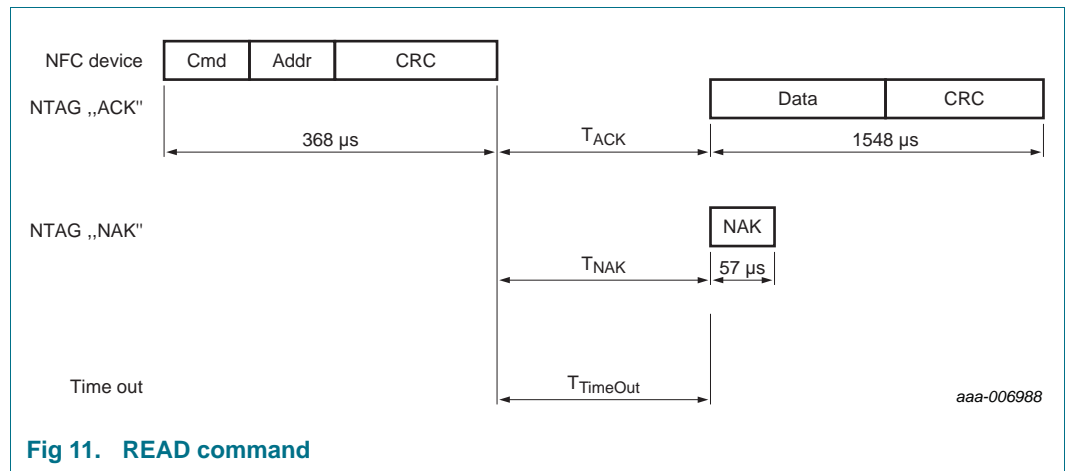 NFC device Cmd Addr CRC
NTAG ,,ACK" Data CRC
368 µs TACK 1548 µs
NTAG ,,NAK" NAK
TNAK 57 µs
Time out TTimeOut
aaa-006988
Fig 11. READ command